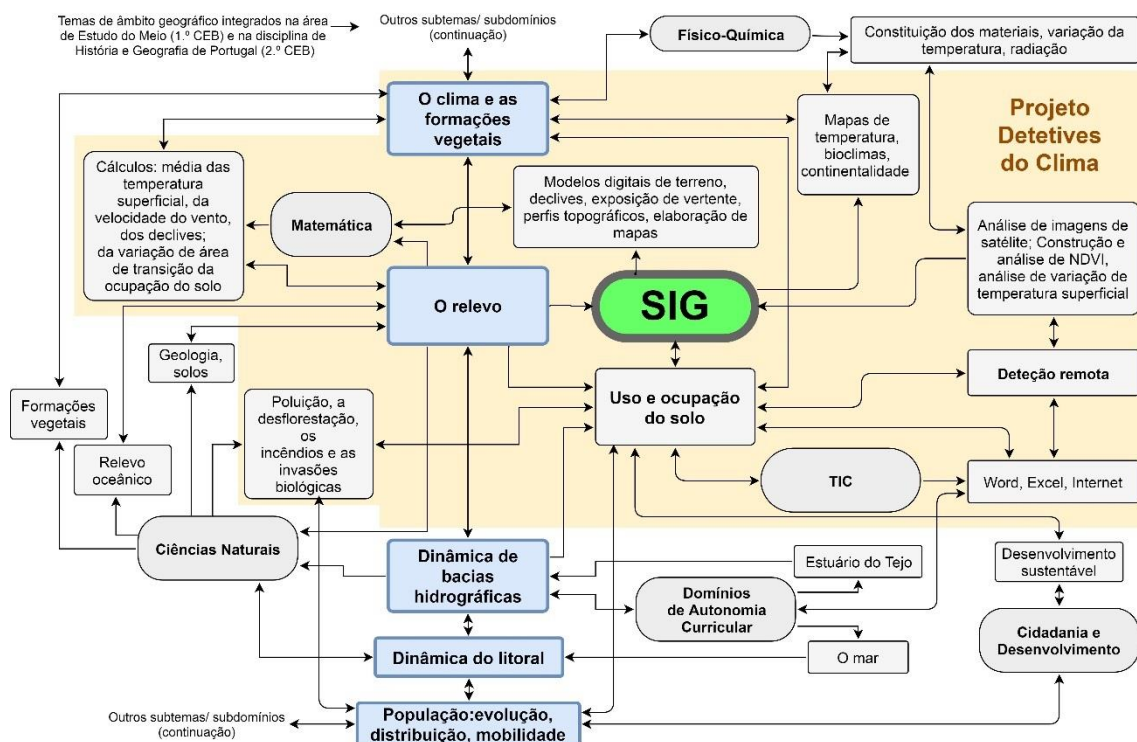 Temas de âmbito geográfico integrados na área
de Estudo do Meio (1.º CEB) e na disciplina de
História e Geografia de Portugal (2.º CEB)
Outros subtemas/ subdomínios
(continuação)
Físico-Química
Constituição dos materiais, variação da
temperatura, radiação
O clima e as
formações
vegetais
Mapas de
temperatura,
bioclimas,
continentalidade
Projeto
Detetives
do Clima
Cálculos: média das
temperatura
superficial, da
velocidade do vento,
dos declives;
da variação de área
de transição da
ocupação do solo
Matemática
Modelos digitais de terreno,
declives, exposição de vertente,
perfis topográficos, elaboração de
mapas
Análise de imagens de
satélite; Construção e
análise de NDVI,
análise de variação de
temperatura superficial
O relevo
SIG
Geologia,
solos
Formações
vegetais
Relevo
oceânico
Poluição, a
desflorestação,
os
incêndios e as
invasões
biológicas
Uso e ocupação
do solo
Deteção remota
TIC
Word, Excel, Internet
Ciências Naturais
Dinâmica de
bacias
hidrográficas
Estuário do Tejo
Desenvolvimento
sustentável
Domínios
de Autonomia
Curricular
Cidadania e
Desenvolvimento
Dinâmica do litoral
O mar
Outros subtemas/ subdomínios
(continuação)
População:evolução,
distribuição, mobilidade